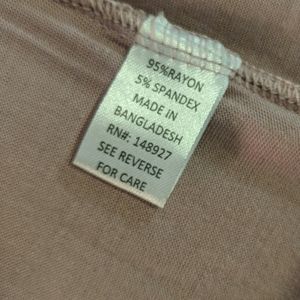 95%RAYON
5% SPANDEX
MADE IN
BANGLADESH
RN#: 148927
SEE REVERSE
FOR CARE